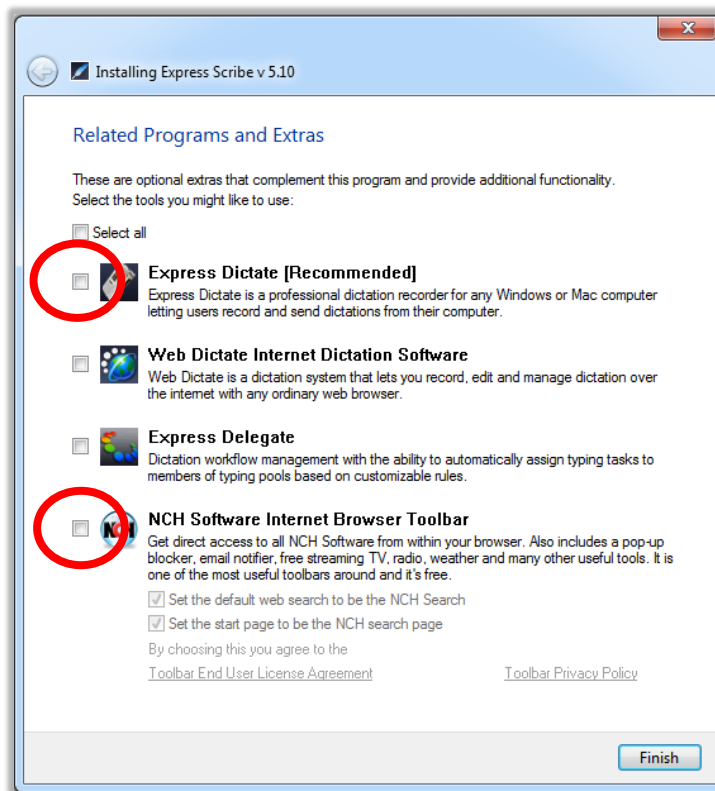 x
Installing Express Scribe v 5.10
Related Programs and Extras
These are optional extras that complement this program and provide additional functionality.
Select the tools you might like to use:
Select all
Express Dictate [Recommended]
Express Dictate is a professional dictation recorder for any Windows or Mac computer
letting users record and send dictations from their computer.
Web Dictate Internet Dictation Software
Web Dictate is a dictation system that lets you record, edit and manage dictation over
the internet with any ordinary web browser.
Express Delegate
Dictation workflow management with the ability to automatically assign typing tasks to
members of typing pools based on customizable rules.
NCH
NCH Software Internet Browser Toolbar
Get direct access to all NCH Software from within your browser. Also includes a pop-up
blocker, email notifier, free streaming TV, radio, weather and many other useful tools. It is
one of the most useful toolbars around and it's free.
Set the default web search to be the NCH Search
Set the start page to be the NCH search page
By choosing this you agree to the
Toolbar End User License Agreement Toolbar Privacy Policy
Finish